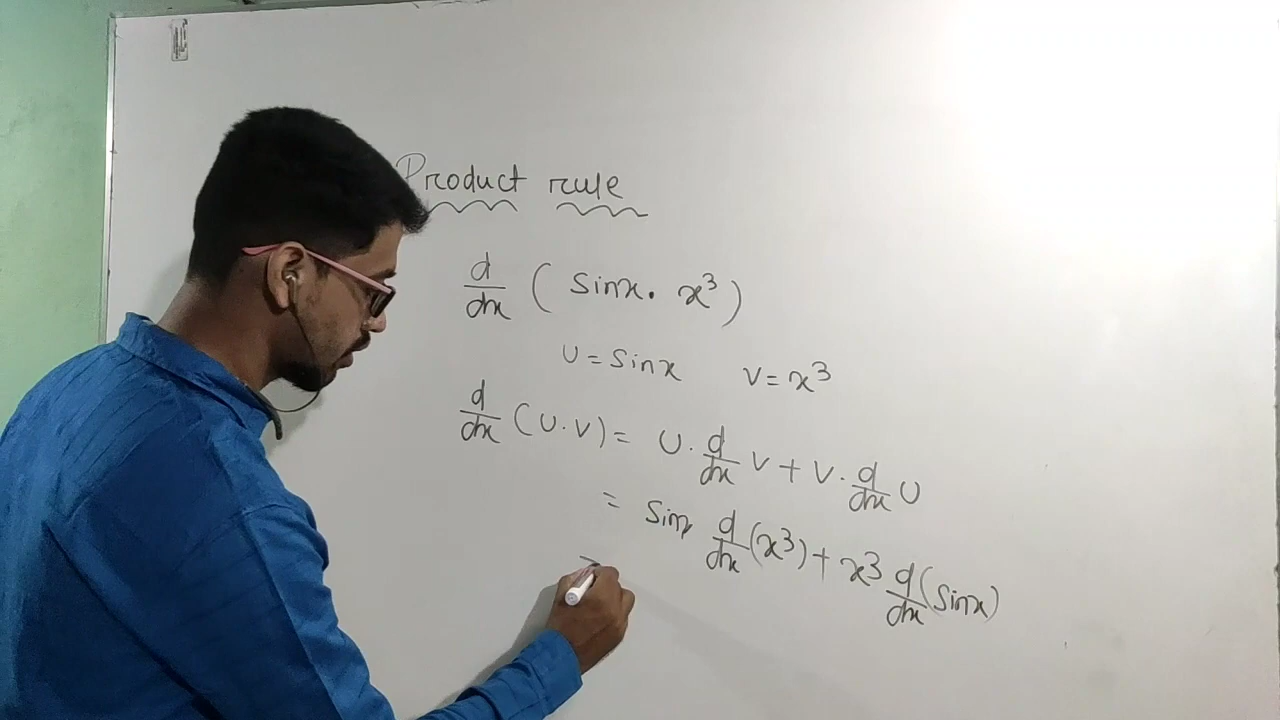 Product rule
d/dx (sinx. x³)
U = sinx V = x³
d/dx (U.V) = U. d/dx V + V. d/dx U
= sinx d/dx (x³) + x³ d/dx (sinx)